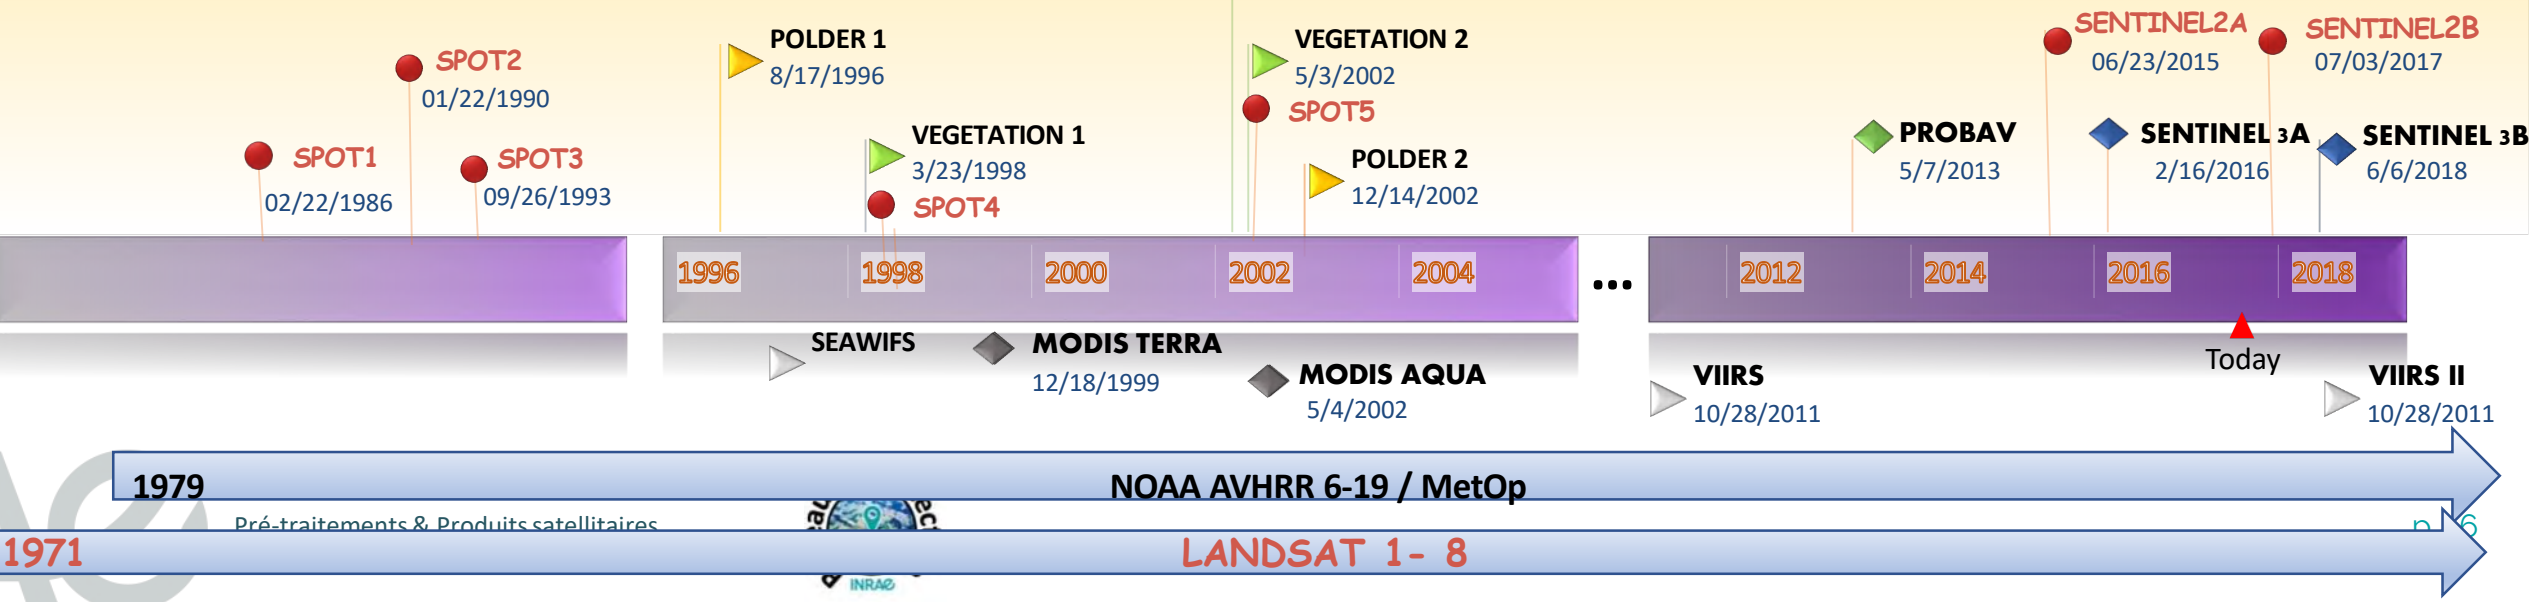 SENTINEL2A
06/23/2015
SENTINEL2B
07/03/2017
POLDER 1
8/17/1996
VEGETATION 2
5/3/2002
SPOT2
01/22/1990
SPOT5
VEGETATION 1
3/23/1998
PROBAV
5/7/2013
SENTINEL 3A
2/16/2016
SENTINEL 3B
6/6/2018
SPOT1
02/22/1986
SPOT3
09/26/1993
POLDER 2
12/14/2002
SPOT4
1996
1998
2000
2002
2004
...
2012
2014
2016
2018
SEAWIFS
MODIS TERRA
12/18/1999
MODIS AQUA
5/4/2002
Today
VIIRS
10/28/2011
VIIRS II
10/28/2011
1979
NOAA AVHRR 6-19 / MetOp
Pré-traitements & Produits satellitaires
1971
LANDSAT 1- 8
INRAE